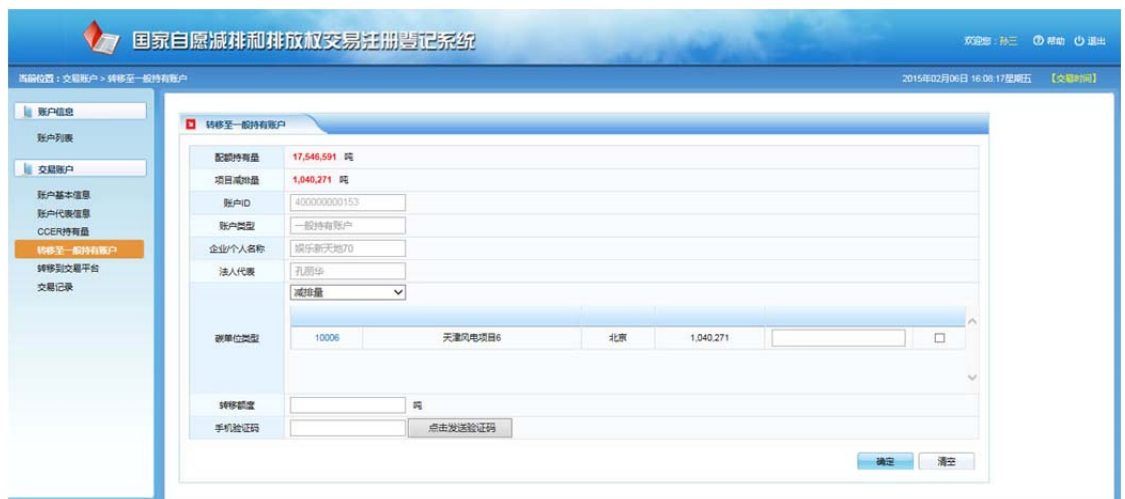 国家自愿减排和排放权交易注册登记系统
欢迎您：孙三 帮助 退出
当前位置：交易账户 > 转移至一般持有账户 2015年02月06日 16:08:17星期五 【交易时间】
账户信息
账户列表
交易账户
账户基本信息
账户代表信息
CCER持有量
转移至一般持有账户
转移到交易平台
交易记录
转移至一般持有账户
配额持有量 17,546,591 吨
项目减排量 1,040,271 吨
账户ID 400000000153
账户类型 一般持有账户
企业/个人名称 娱乐新天地70
法人代表 孔丽华
减排量
碳单位类型 10006 天津风电项目6 北京 1,040,271
转移额度 吨
手机验证码 点击发送验证码
确定 清空